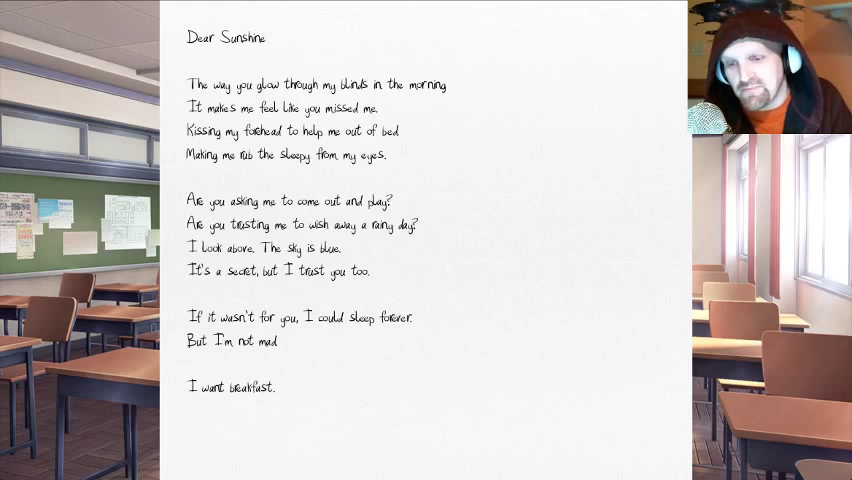 Dear Sunshine
The way you glow through my blinds in the morning
It makes me feel like you missed me.
Kissing my forehead to help me out of bed
Making me rub the sleepy from my eyes.
Are you asking me to come out and play?
Are you trusting me to wish away a rainy day?
I look above. The sky is blue.
It's a secret, but I trust you too.
If it wasn't for you, I could sleep forever.
But I'm not mad
I want breakfast.